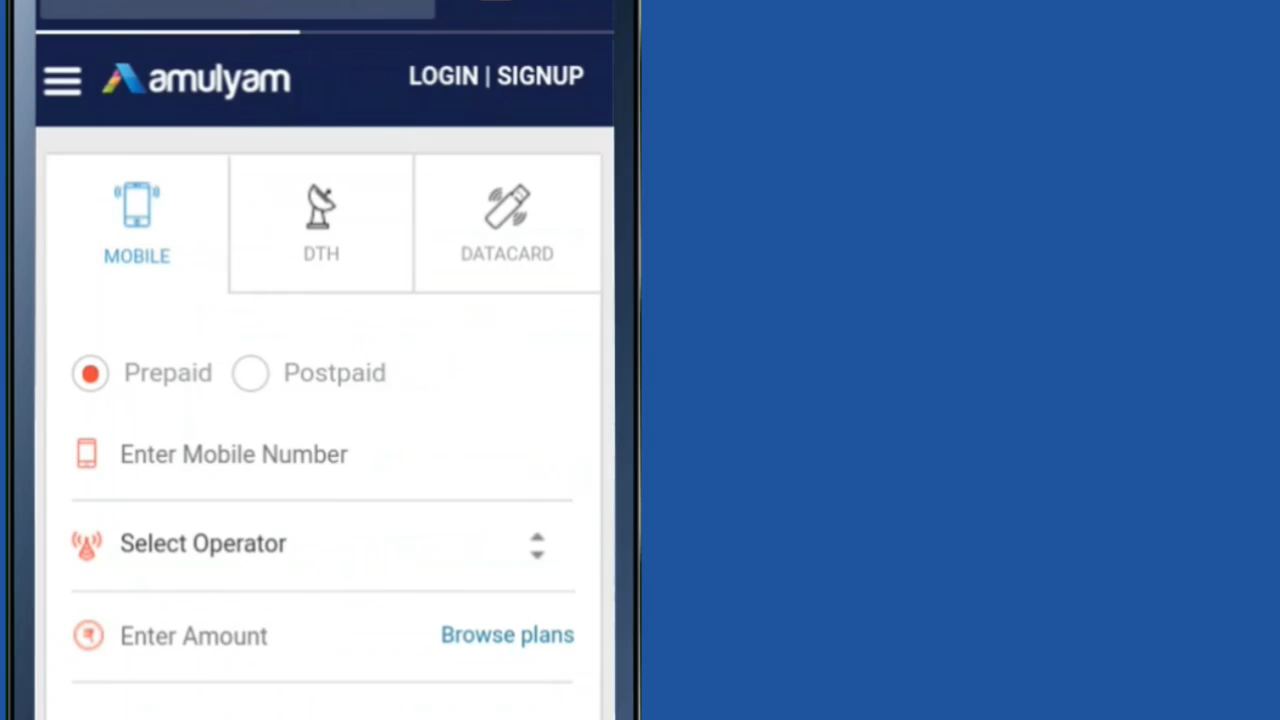 amulyam
LOGIN | SIGNUP
MOBILE
DTH
DATACARD
Prepaid
Postpaid
Enter Mobile Number
Select Operator
Enter Amount
Browse plans